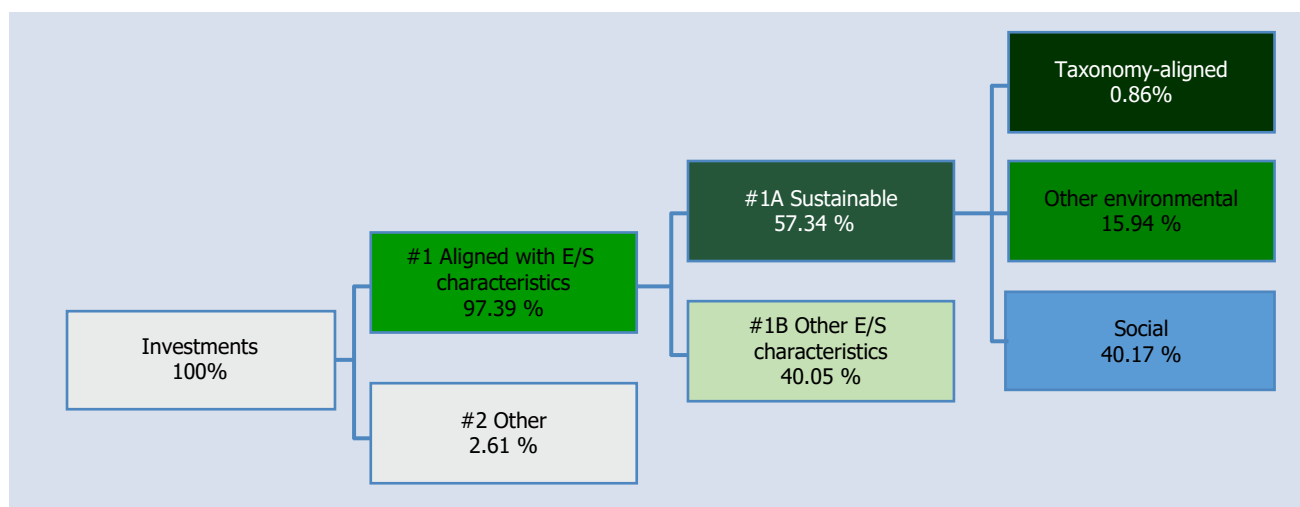 Investments
100%
#1 Aligned with E/S
characteristics
97.39 %
#2 Other
2.61 %
#1A Sustainable
57.34 %
#1B Other E/S
characteristics
40.05 %
Taxonomy-aligned
0.86%
Other environmental
15.94 %
Social
40.17 %